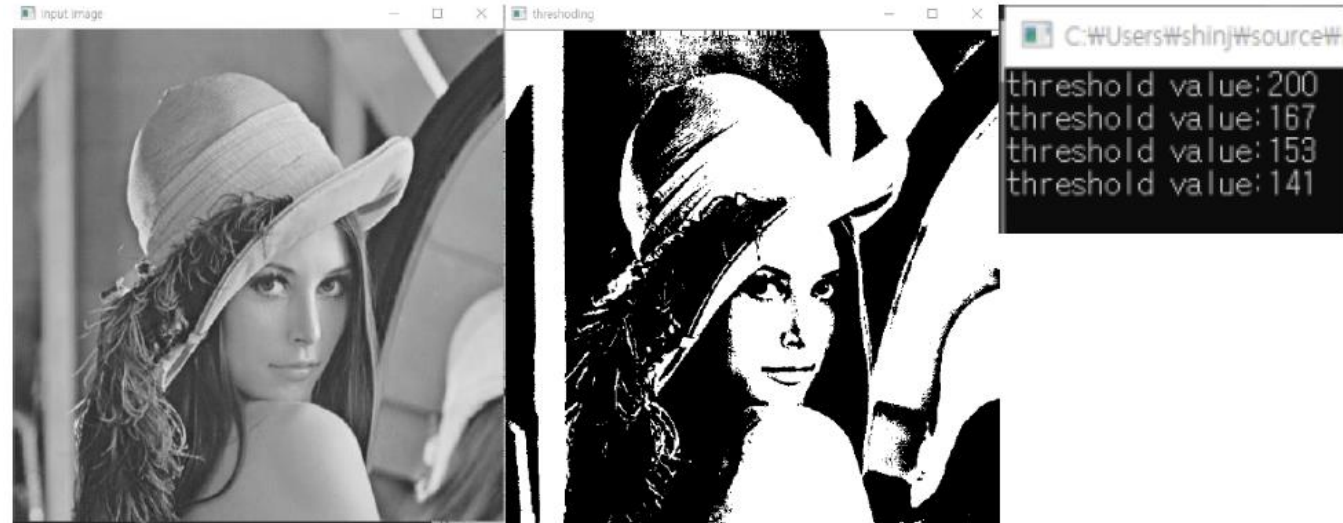 input image
threshoding
C:₩Users₩shinj₩source₩
threshold value:200
threshold value:167
threshold value:153
threshold value:141